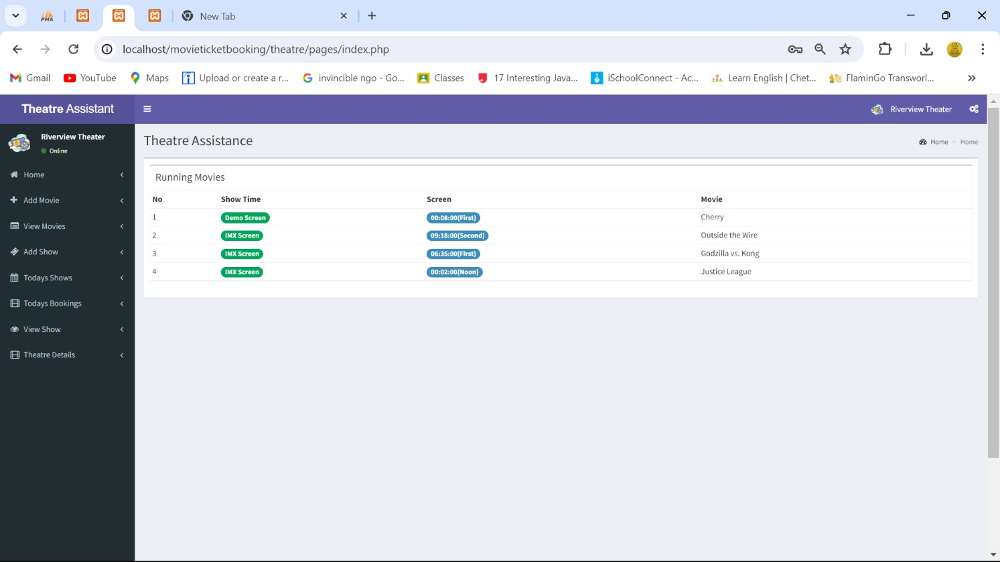 PMA
New Tab
localhost/movieticketbooking/theatre/pages/index.php
Gmail YouTube Maps Upload or create a r... invincible ngo - Go... Classes 17 Interesting Java... iSchoolConnect - Ac... Learn English | Chet... FlaminGo Transworl...
Theatre Assistant
Riverview Theater
Riverview Theater
Online
Home
Add Movie
View Movies
Add Show
Todays Shows
Todays Bookings
View Show
Theatre Details
Theatre Assistance
Home > Home
Running Movies
No Show Time Screen Movie
1 Demo Screen 00:08:00(First) Cherry
2 IMX Screen 09:18:00(Second) Outside the Wire
3 IMX Screen 06:35:00(First) Godzilla vs. Kong
4 IMX Screen 00:02:00(Noon) Justice League